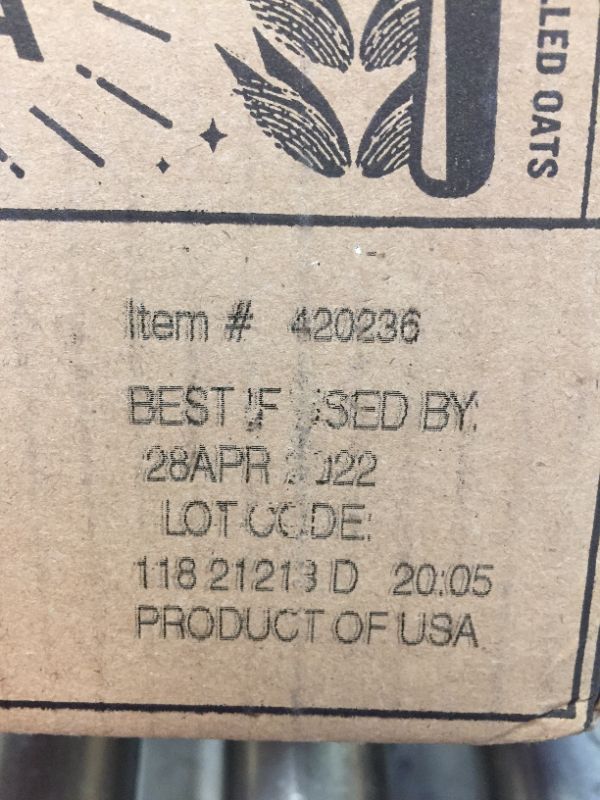 LLED OATS
Item # 420236
BEST IF USED BY:
28APR 2022
LOT CODE:
118 21213 D 20:05
PRODUCT OF USA